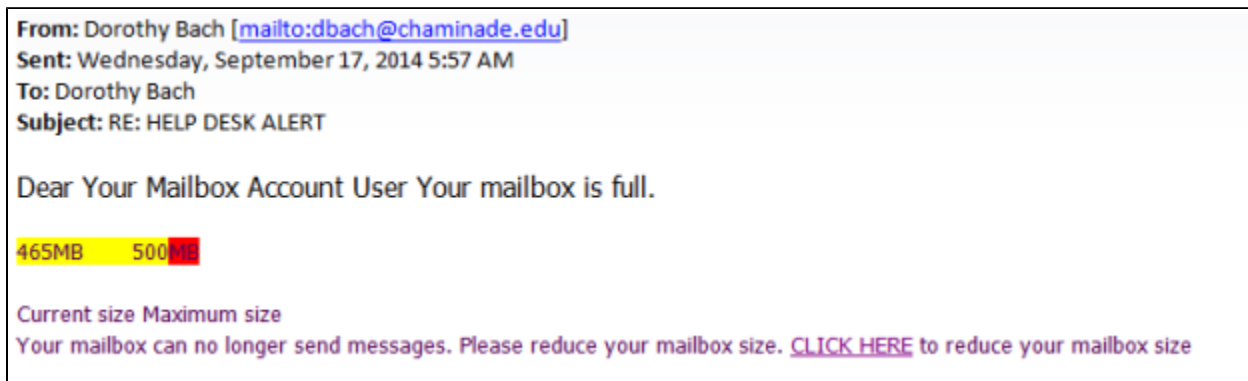 From: Dorothy Bach [mailto:dbach@chaminade.edu]
Sent: Wednesday, September 17, 2014 5:57 AM
To: Dorothy Bach
Subject: RE: HELP DESK ALERT
Dear Your Mailbox Account User Your mailbox is full.
465MB 500MB
Current size Maximum size
Your mailbox can no longer send messages. Please reduce your mailbox size. CLICK HERE to reduce your mailbox size